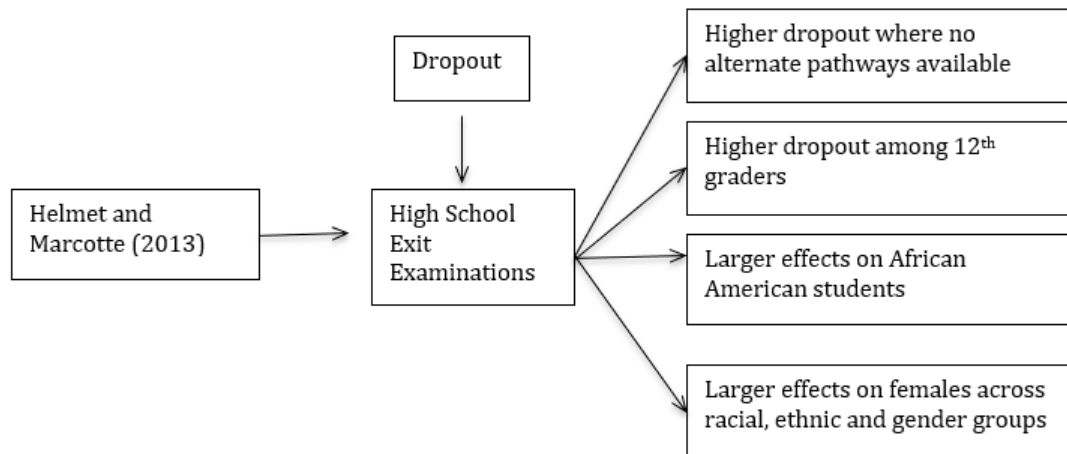 Dropout
Helmet and
Marcotte (2013)
High School
Exit
Examinations
Higher dropout where no
alternate pathways available
Higher dropout among 12th
graders
Larger effects on African
American students
Larger effects on females across
racial, ethnic and gender groups